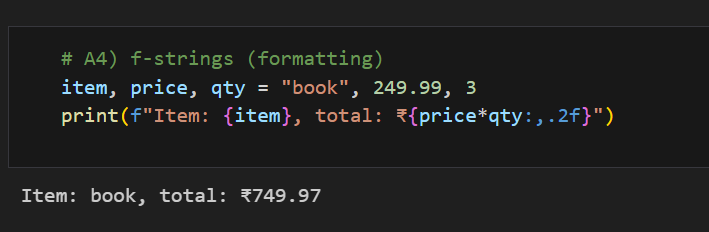 # A4) f-strings (formatting)
item, price, qty = "book", 249.99, 3
print(f"Item: {item}, total: ₹{price*qty:,.2f}")
Item: book, total: ₹749.97